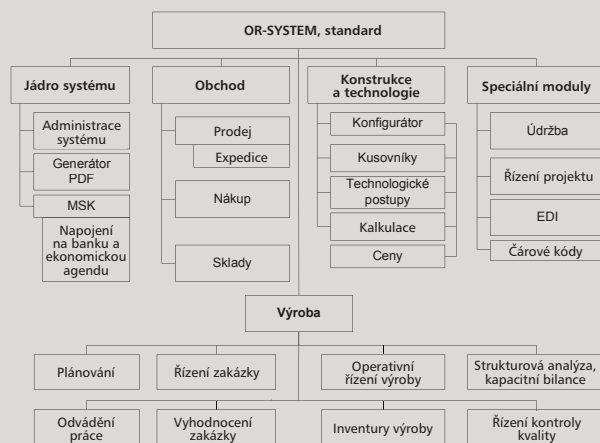 OR-SYSTEM, standard
Jádro systému
Administrace
systému
Generátor
PDF
MSK
Napojení
na banku a
ekonomickou
agendu
Obchod
Prodej
Expedice
Nákup
Sklady
Konstrukce
a technologie
Konfigurátor
Kusovníky
Technologické
postupy
Kalkulace
Ceny
Speciální moduly
Údržba
Řízení projektu
EDI
Čárové kódy
Výroba
Plánování
Řízení zakázky
Operativní
řízení výroby
Strukturová analýza,
kapacitní bilance
Odvádění
práce
Vyhodnocení
zakázky
Inventury výroby
Řízení kontroly
kvality